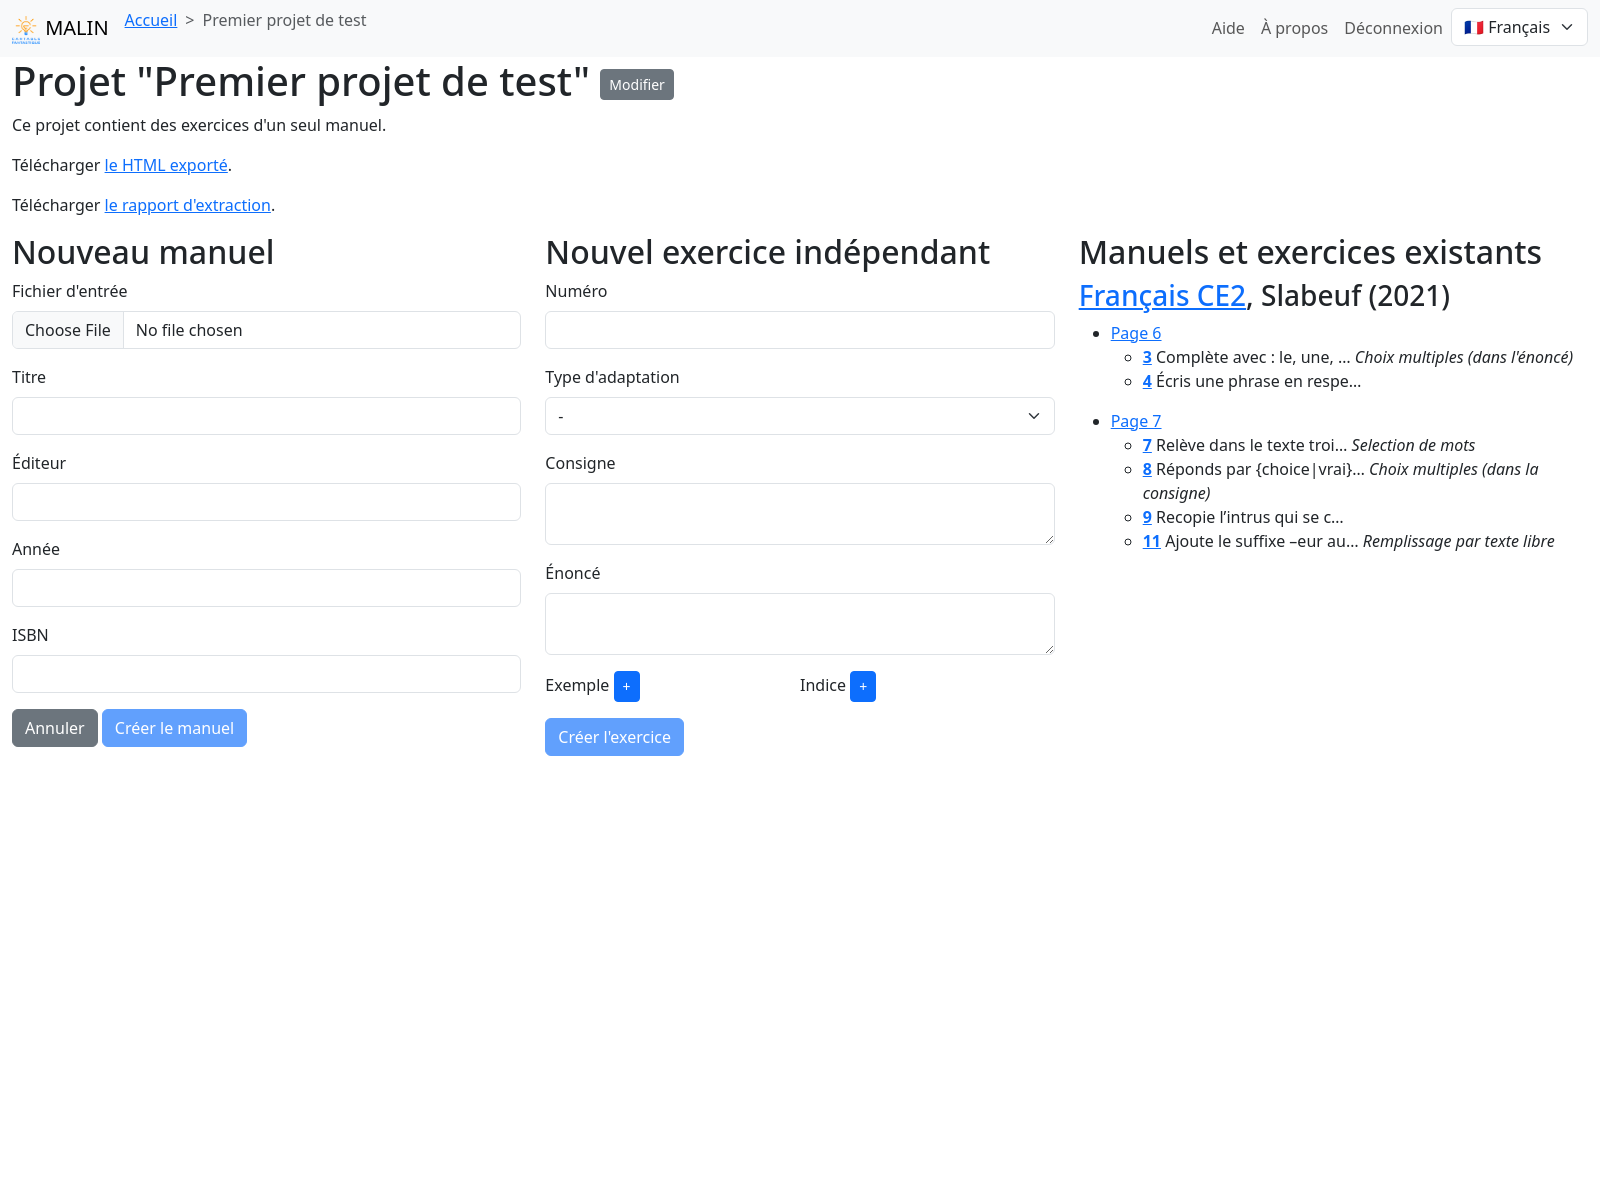 MALIN Accueil > Premier projet de test Aide À propos Déconnexion 🇫🇷 Français
Projet "Premier projet de test" Modifier
Ce projet contient des exercices d'un seul manuel.
Télécharger le HTML exporté.
Télécharger le rapport d'extraction.
Nouveau manuel
Fichier d'entrée
Choose File No file chosen
Titre
Éditeur
Année
ISBN
Annuler Créer le manuel
Nouvel exercice indépendant
Numéro
Type d'adaptation
-
Consigne
Énoncé
Exemple + Indice +
Créer l'exercice
Manuels et exercices existants
Français CE2, Slabeuf (2021)
Page 6
3 Complète avec : le, une, … Choix multiples (dans l'énoncé)
4 Écris une phrase en respe…
Page 7
7 Relève dans le texte troi… Selection de mots
8 Réponds par {choice|vrai}… Choix multiples (dans la
consigne)
9 Recopie l’intrus qui se c…
11 Ajoute le suffixe –eur au… Remplissage par texte libre